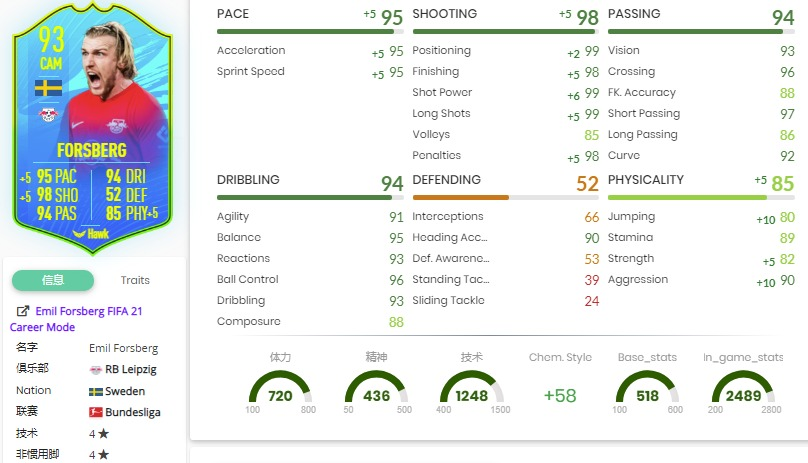 93
CAM
FORSBERG
+5 95 PAC 94 DRI
+5 98 SHO 52 DEF
94 PAS 85 PHY+5
Hawk
信息 Traits
Emil Forsberg FIFA 21
Career Mode
名字 Emil Forsberg
俱乐部 RB Leipzig
Nation Sweden
联赛 Bundesliga
技术 4 ★
非惯用脚 4 ★
PACE +5 95
Acceleration +5 95
Sprint Speed +5 95
SHOOTING +5 98
Positioning +2 99
Finishing +5 98
Shot Power +6 99
Long Shots +5 99
Volleys 85
Penalties +5 98
PASSING 94
Vision 93
Crossing 96
FK. Accuracy 88
Short Passing 97
Long Passing 86
Curve 92
DRIBBLING 94
Agility 91
Balance 95
Reactions 93
Ball Control 96
Dribbling 93
Composure 88
DEFENDING 52
Interceptions 66
Heading Acc... 90
Def. Awarene... 53
Standing Tac... 39
Sliding Tackle 24
PHYSICALITY +5 85
Jumping +10 80
Stamina 89
Strength +5 82
Aggression +10 90
体力 精神 技术 Chem. Style Base_stats In_game_stats
720 436 1248 +58 518 2489
100 800 50 500 400 1500 100 600 200 2800